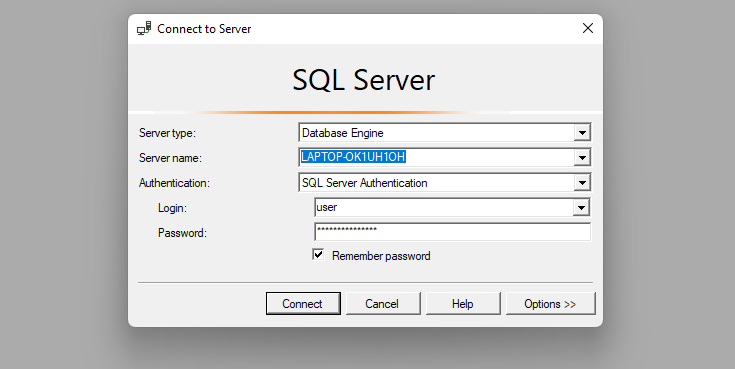 Connect to Server
SQL Server
Server type: Database Engine
Server name: LAPTOP-OK1UH1OH
Authentication: SQL Server Authentication
Login: user
Password: ***************
Remember password
Connect Cancel Help Options >>